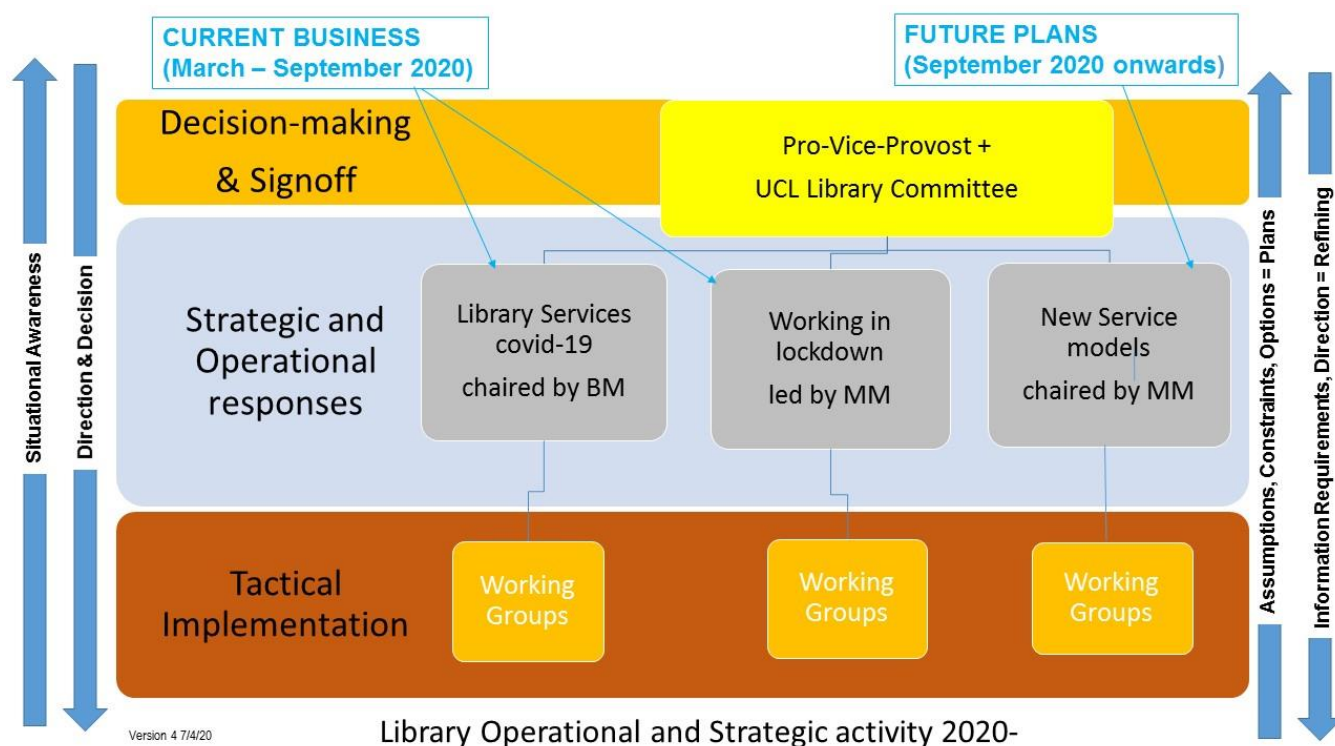 CURRENT BUSINESS
(March – September 2020)
FUTURE PLANS
(September 2020 onwards)
Decision-making
& Signoff
Pro-Vice-Provost +
UCL Library Committee
Strategic and
Operational
responses
Library Services
covid-19
chaired by BM
Working in
lockdown
led by MM
New Service
models
chaired by MM
Tactical
Implementation
Working
Groups
Working
Groups
Working
Groups
Situational Awareness
Direction & Decision
Assumptions, Constraints, Options = Plans
Information Requirements, Direction = Refining
Version 4 7/4/20
Library Operational and Strategic activity 2020-